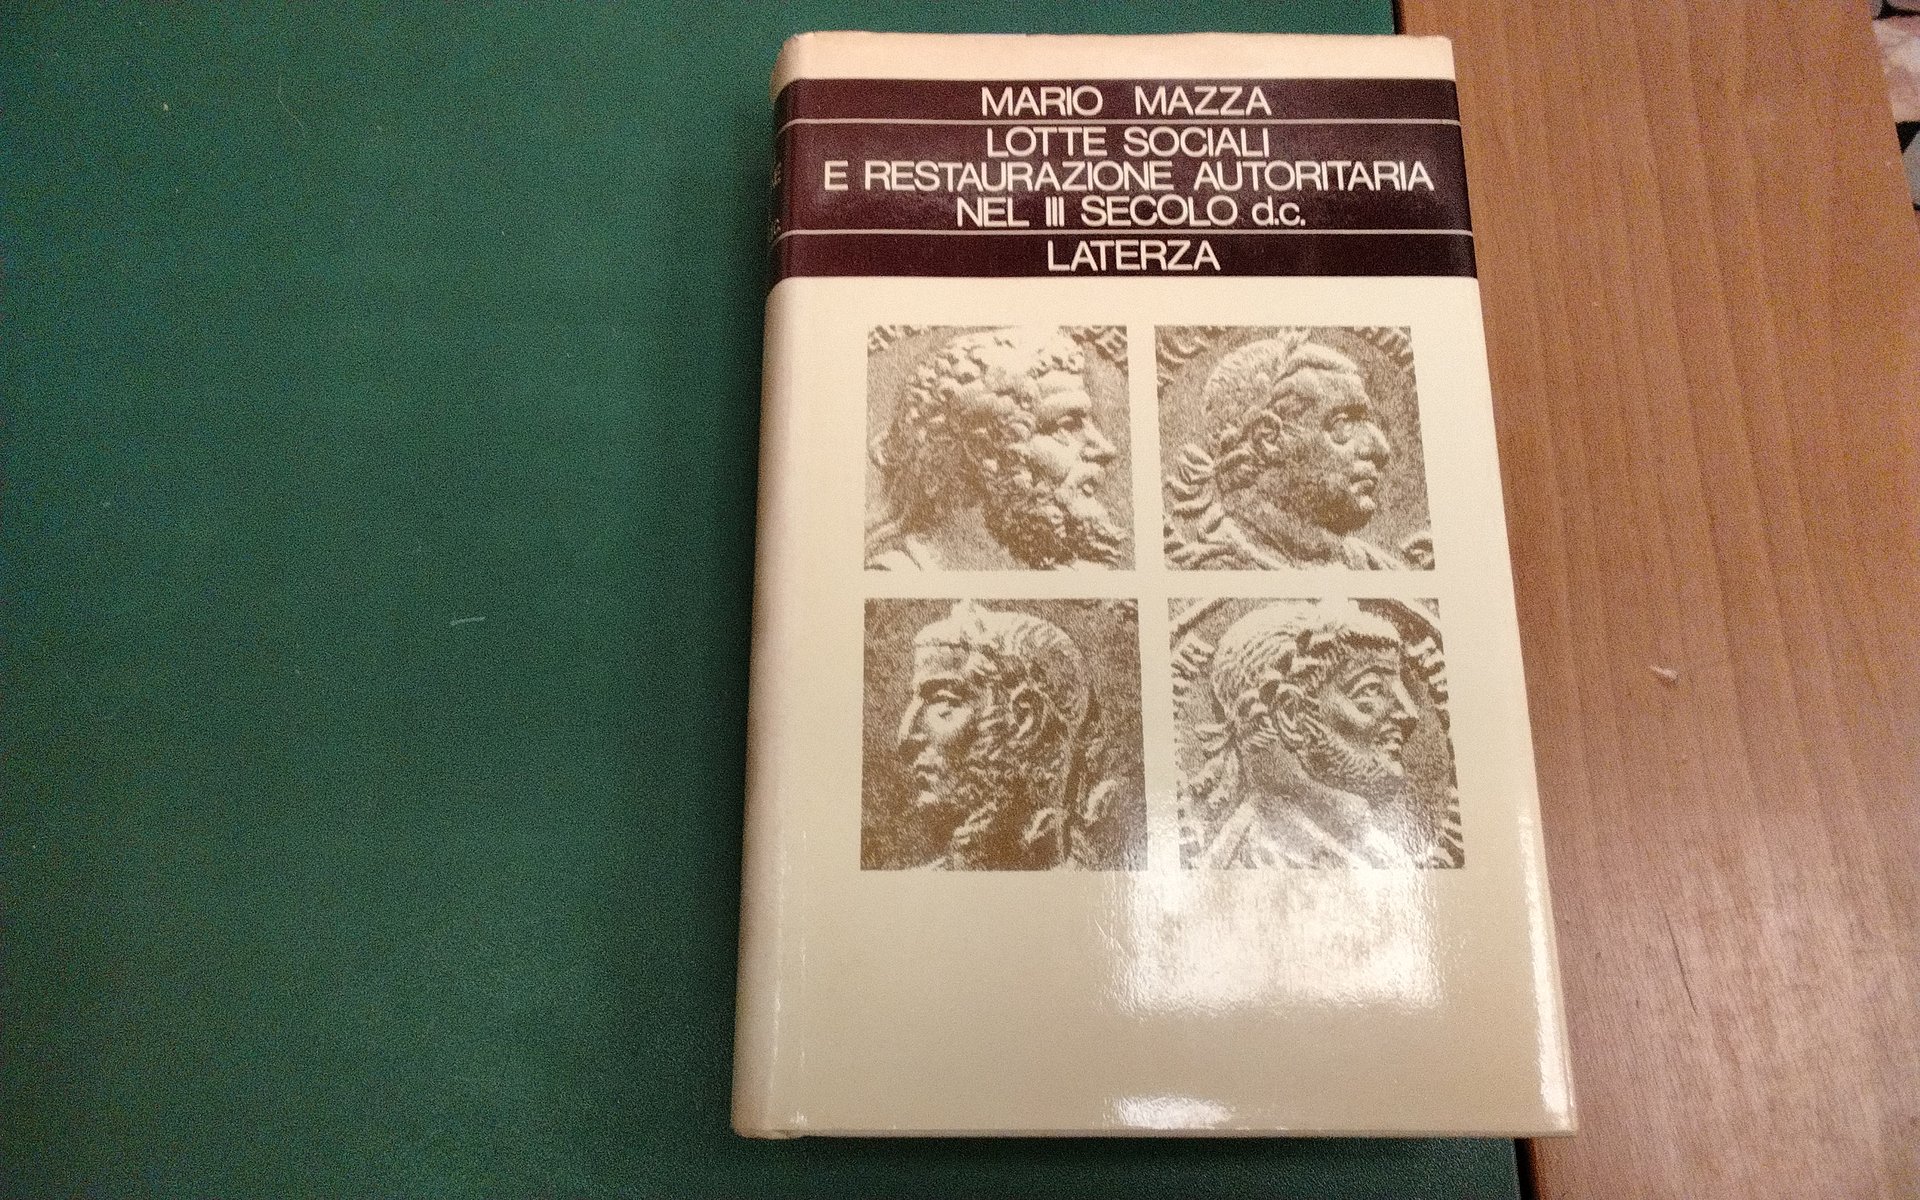 MARIO MAZZA
LOTTE SOCIALI
E RESTAURAZIONE AUTORITARIA
NEL III SECOLO d.c.
LATERZA